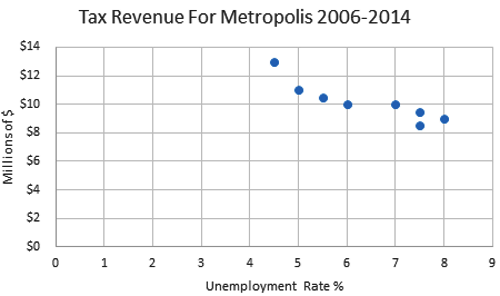 Tax Revenue For Metropolis 2006-2014
$14
$12
$10
$8
$6
$4
$2
$0
Millions of $
0 1 2 3 4 5 6 7 8 9
Unemployment Rate %